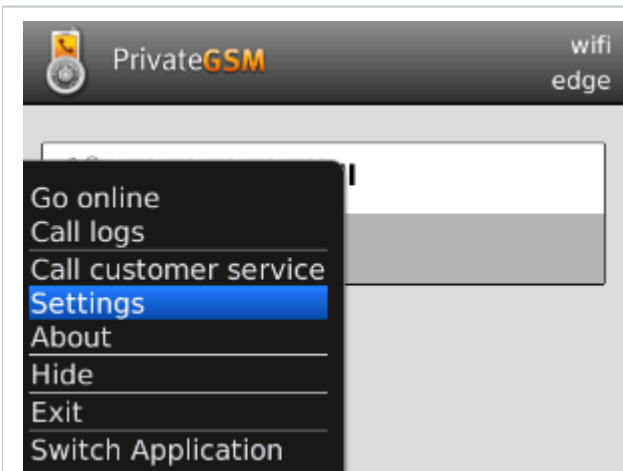 PrivateGSM
wifi
edge
Go online
Call logs
Call customer service
Settings
About
Hide
Exit
Switch Application